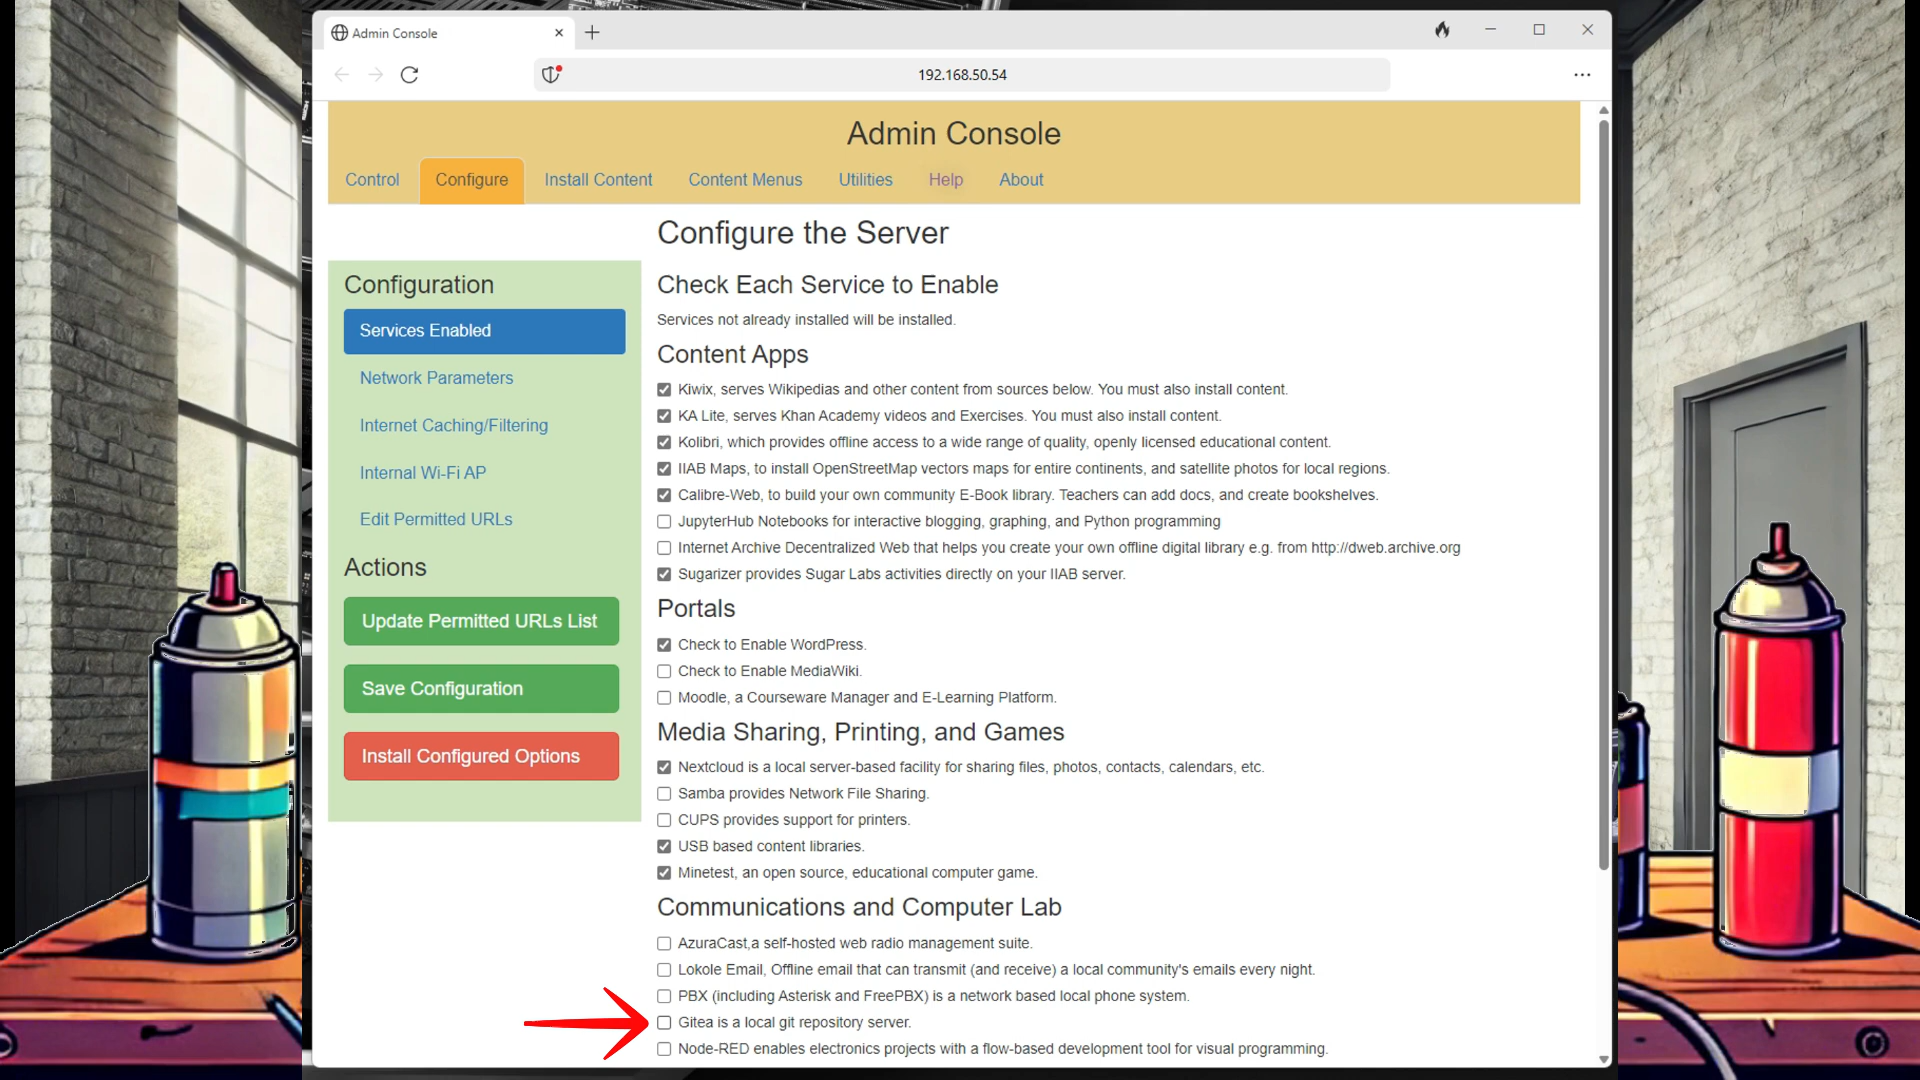 Admin Console
192.168.50.54
Admin Console
Control
Configure
Install Content
Content Menus
Utilities
Help
About
Configure the Server
Configuration
Services Enabled
Network Parameters
Internet Caching/Filtering
Internal Wi-Fi AP
Edit Permitted URLs
Actions
Update Permitted URLs List
Save Configuration
Install Configured Options
Check Each Service to Enable
Services not already installed will be installed.
Content Apps
Kiwix, serves Wikipedias and other content from sources below. You must also install content.
KA Lite, serves Khan Academy videos and Exercises. You must also install content.
Kolibri, which provides offline access to a wide range of quality, openly licensed educational content.
IIAB Maps, to install OpenStreetMap vectors maps for entire continents, and satellite photos for local regions.
Calibre-Web, to build your own community E-Book library. Teachers can add docs, and create bookshelves.
JupyterHub Notebooks for interactive blogging, graphing, and Python programming
Internet Archive Decentralized Web that helps you create your own offline digital library e.g. from http://dweb.archive.org
Sugarizer provides Sugar Labs activities directly on your IIAB server.
Portals
Check to Enable WordPress.
Check to Enable MediaWiki.
Moodle, a Courseware Manager and E-Learning Platform.
Media Sharing, Printing, and Games
Nextcloud is a local server-based facility for sharing files, photos, contacts, calendars, etc.
Samba provides Network File Sharing.
CUPS provides support for printers.
USB based content libraries.
Minetest, an open source, educational computer game.
Communications and Computer Lab
AzuraCast,a self-hosted web radio management suite.
Lokole Email, Offline email that can transmit (and receive) a local community's emails every night.
PBX (including Asterisk and FreePBX) is a network based local phone system.
Gitea is a local git repository server.
Node-RED enables electronics projects with a flow-based development tool for visual programming.